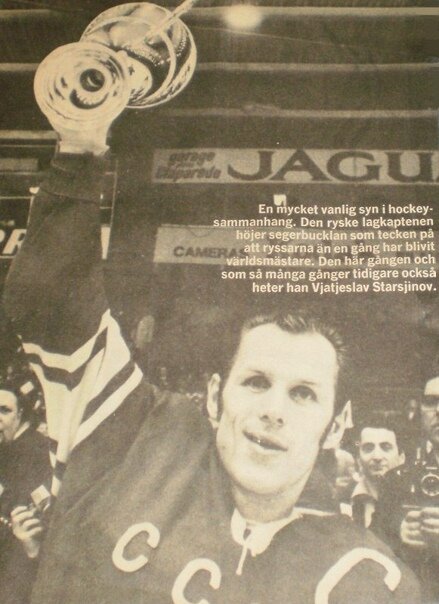 garage
Claparede
JAGU
CAMERA
En mycket vanlig syn i hockey-
sammanhang. Den ryske lagkaptenen
höjer segerbucklan som tecken på
att ryssarna än en gång har blivit
världsmästare. Den här gången och
som så många gånger tidigare också
heter han Vjatjeslav Starsjinov.
C C C